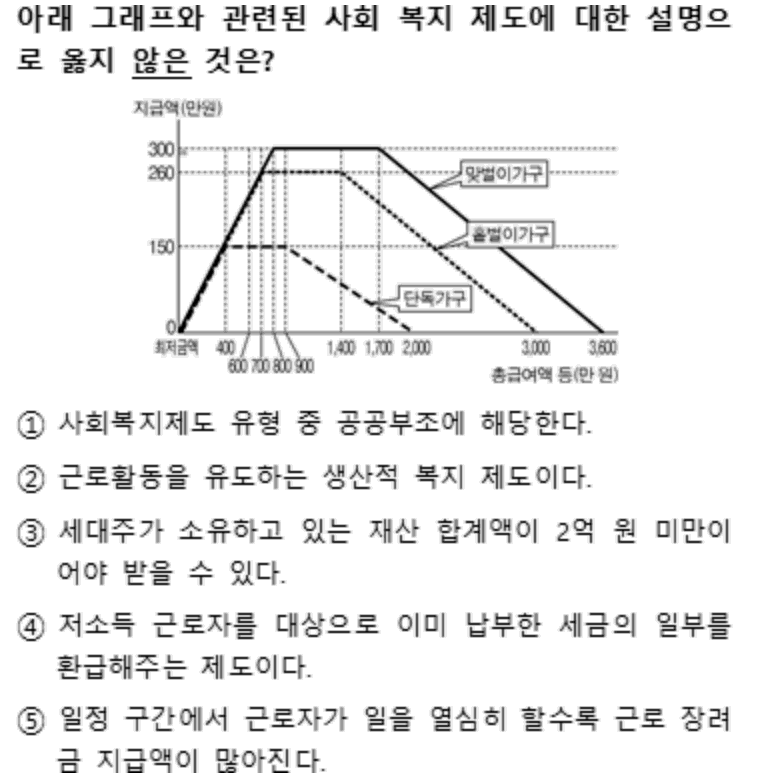 아래 그래프와 관련된 사회 복지 제도에 대한 설명으
로 옳지 않은 것은?
지급액(만원)
300
260
맞벌이가구
홑벌이가구
150
단독가구
0
최저금액 400 1,400 1,700 2,000 3,000 3,600
600 700 800 900
총급여액 등(만 원)
① 사회복지제도 유형 중 공공부조에 해당한다.
② 근로활동을 유도하는 생산적 복지 제도이다.
③ 세대주가 소유하고 있는 재산 합계액이 2억 원 미만이
어야 받을 수 있다.
④ 저소득 근로자를 대상으로 이미 납부한 세금의 일부를
환급해주는 제도이다.
⑤ 일정 구간에서 근로자가 일을 열심히 할수록 근로 장려
금 지급액이 많아진다.